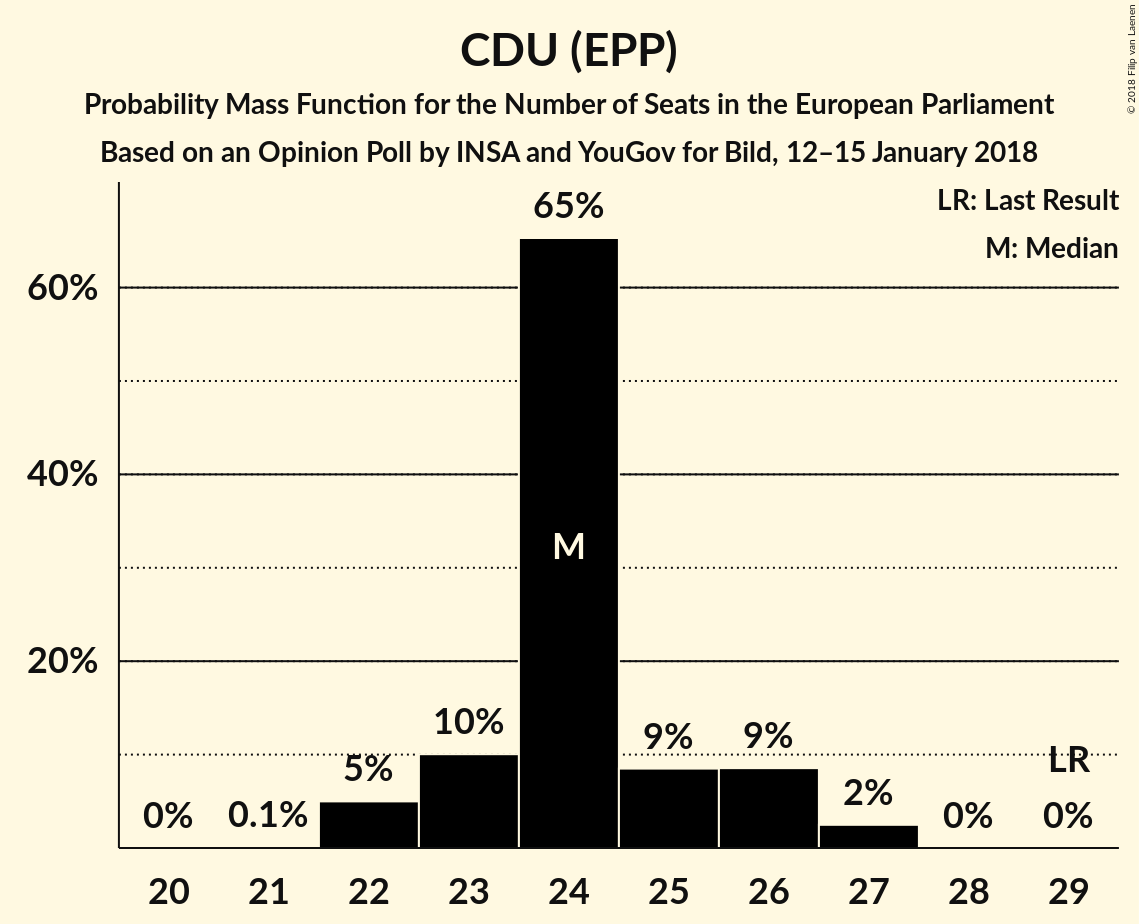 CDU (EPP)
Probability Mass Function for the Number of Seats in the European Parliament
Based on an Opinion Poll by INSA and YouGov for Bild, 12–15 January 2018
© 2018 Filip van Laenen
LR: Last Result
M: Median
60%
40%
20%
0%
0.1%
5%
10%
65%
M
9%
9%
2%
0%
LR
0%
20 21 22 23 24 25 26 27 28 29